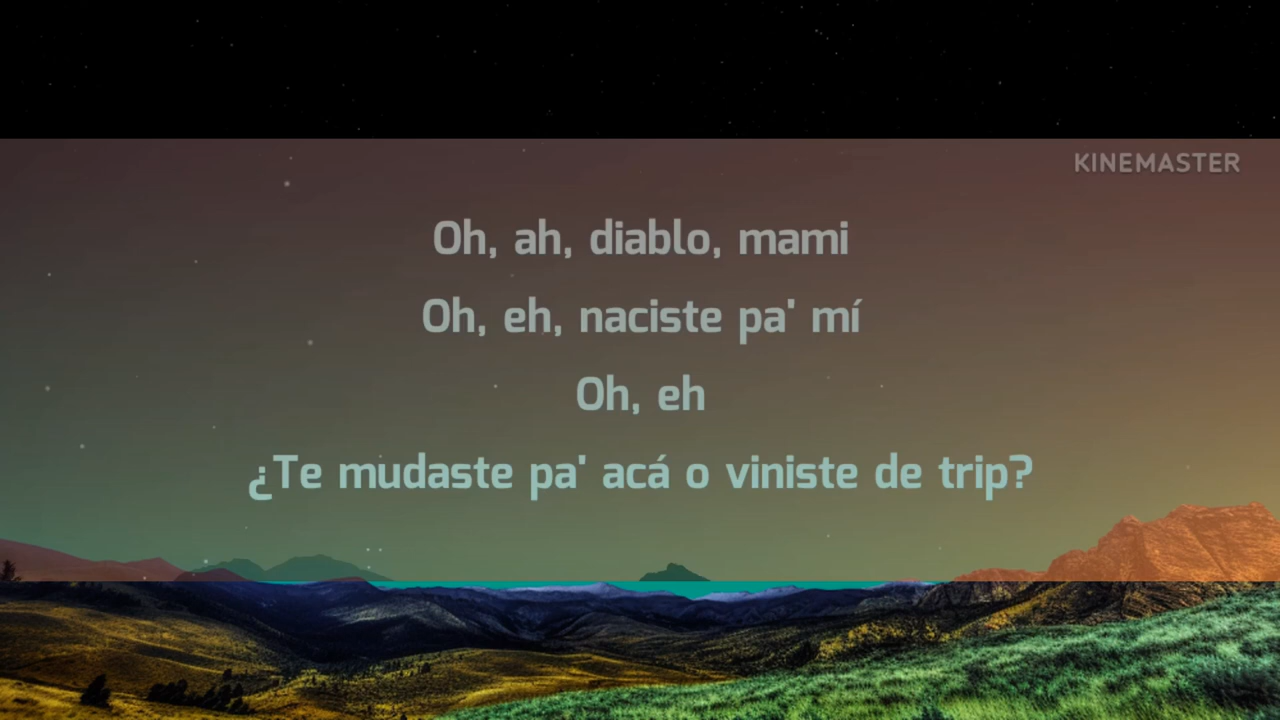 KINEMASTER
Oh, ah, diablo, mami
Oh, eh, naciste pa' mí
Oh, eh
¿Te mudaste pa' acá o viniste de trip?